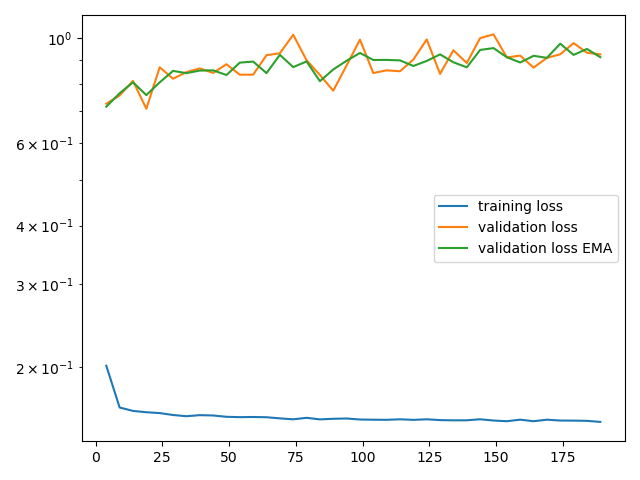 10⁰
6 × 10⁻¹
4 × 10⁻¹
3 × 10⁻¹
2 × 10⁻¹
training loss
validation loss
validation loss EMA
0 25 50 75 100 125 150 175